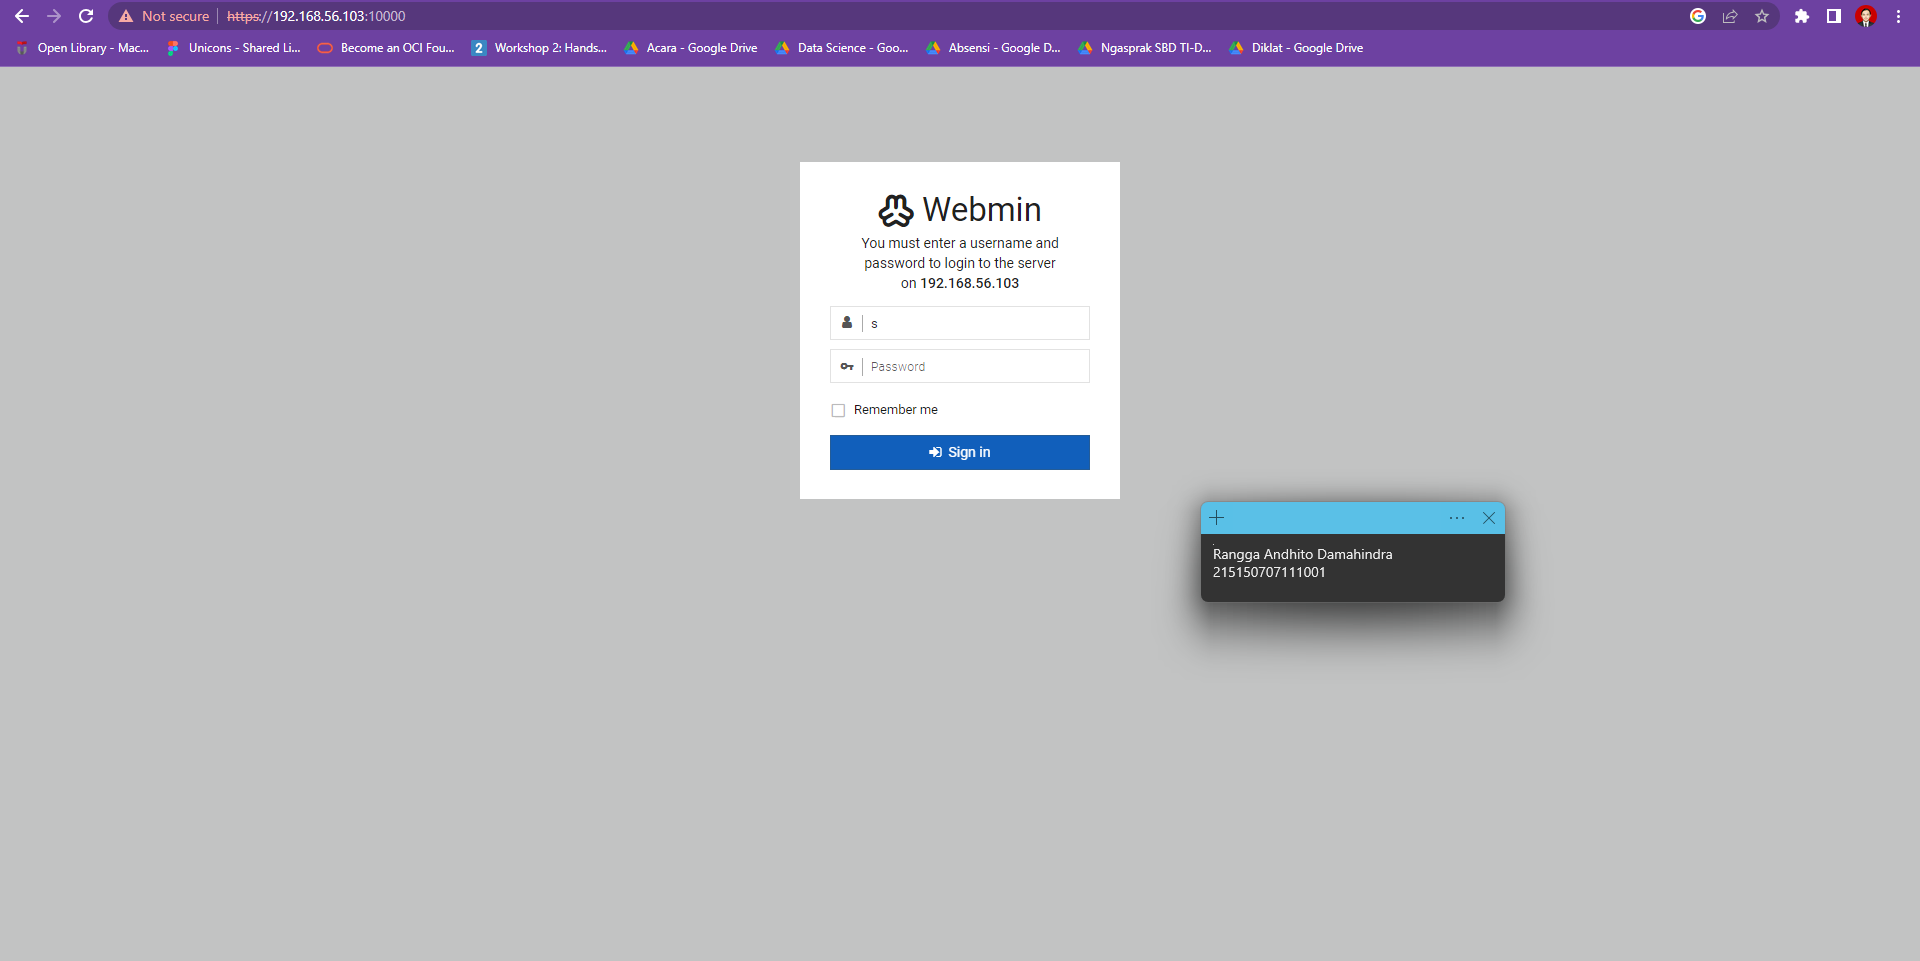 Not secure | https://192.168.56.103:10000
Open Library - Mac...
Unicons - Shared Li...
Become an OCI Fou...
2 Workshop 2: Hands...
Acara - Google Drive
Data Science - Goo...
Absensi - Google D...
Ngasprak SBD TI-D...
Diklat - Google Drive
Webmin
You must enter a username and
password to login to the server
on 192.168.56.103
s
Password
Remember me
Sign in
.
Rangga Andhito Damahindra
215150707111001